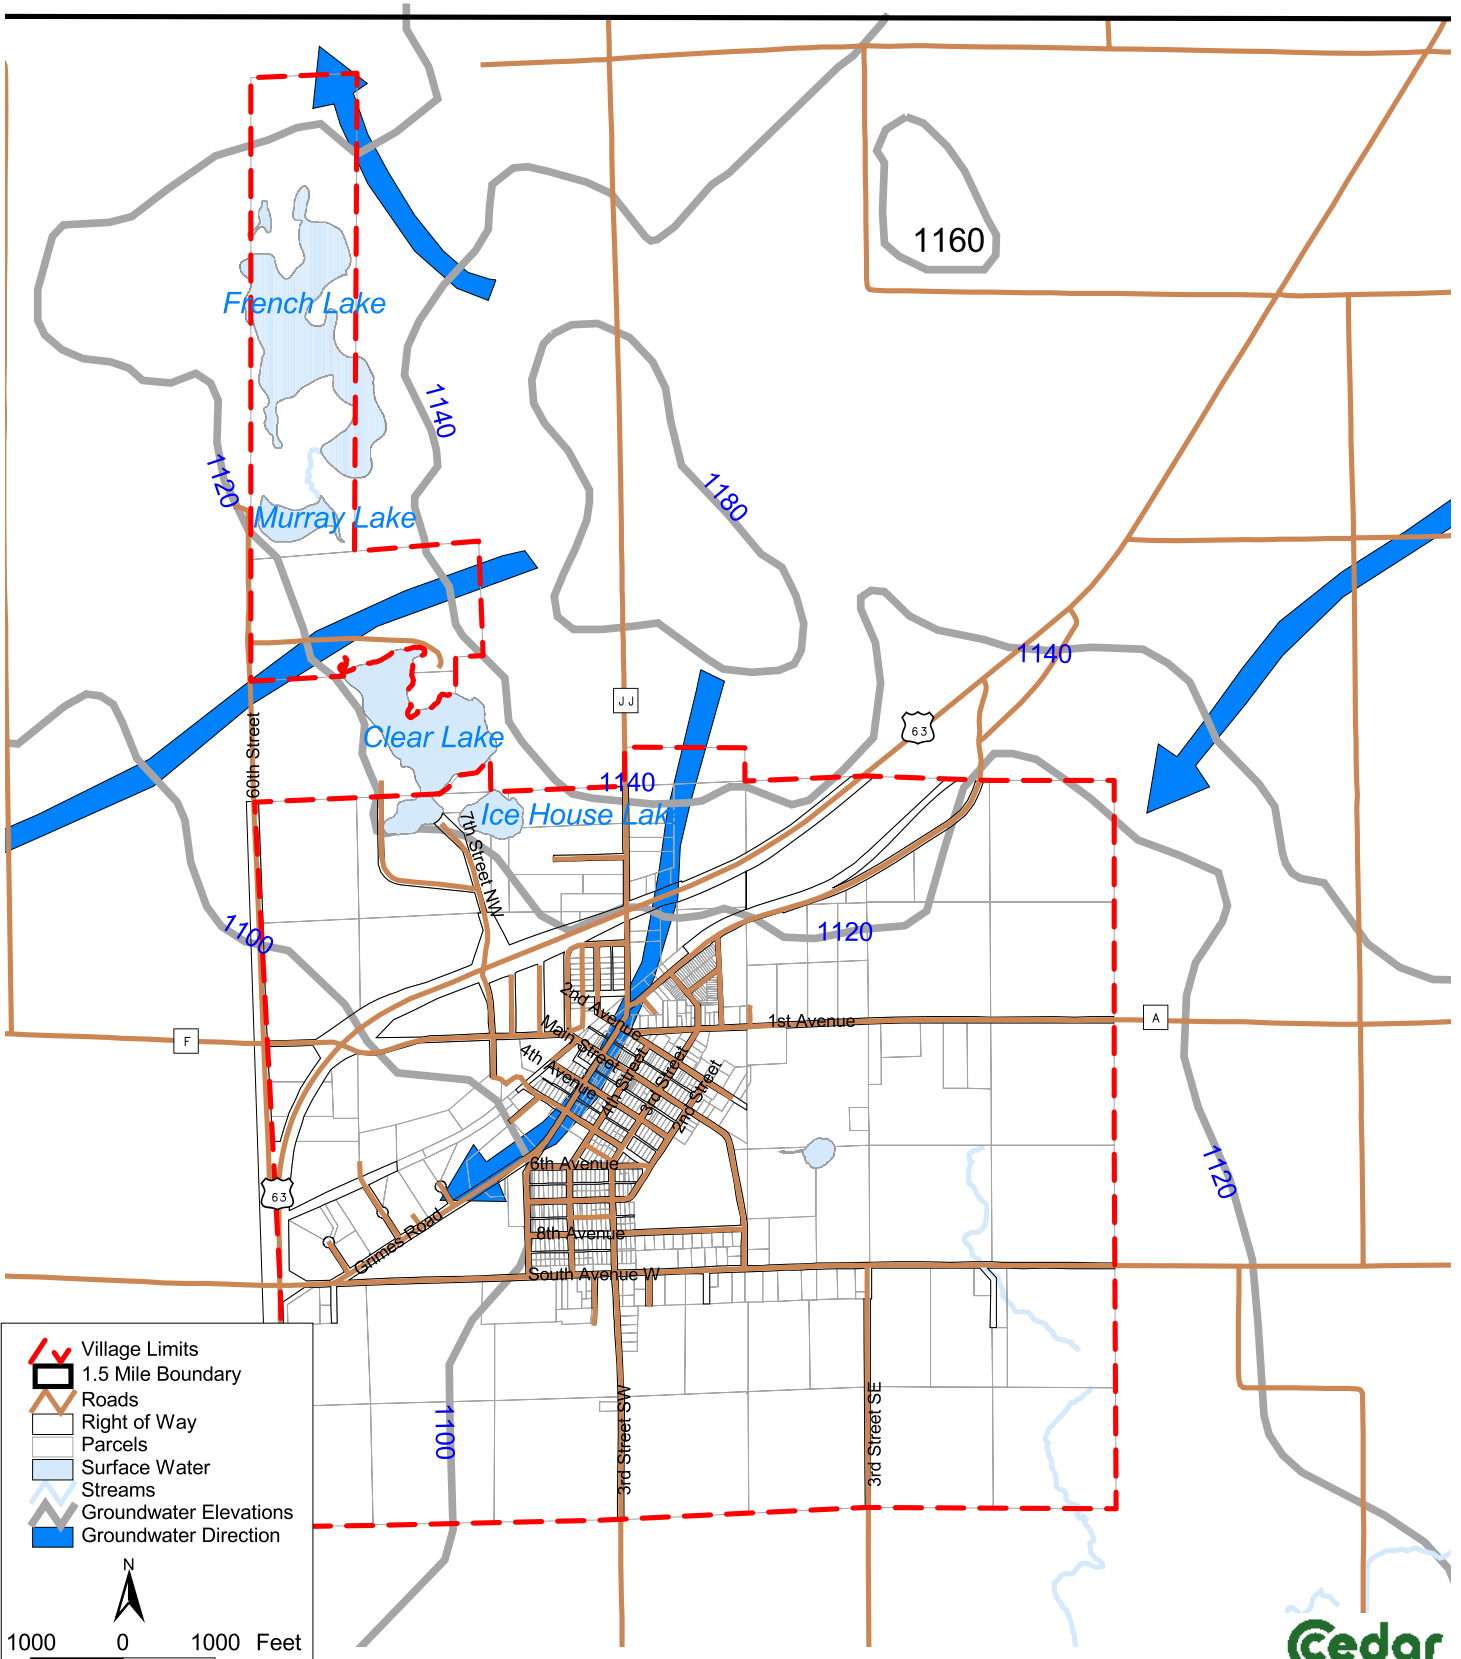 1160
French Lake
1140
1120
1180
Murray Lake
1140
JJ
63
60th Street
Clear Lake
1140
Ice House Lak
7th Street NW
1100
1120
2nd Avenue
1st Avenue
A
F
Main Street
4th Avenue
4th Street
3rd Street
2nd Street
6th Avenue
1120
63
8th Avenue
Grimes Road
South Avenue W
1100
3rd Street SW
3rd Street SE
Village Limits
1.5 Mile Boundary
Roads
Right of Way
Parcels
Surface Water
Streams
Groundwater Elevations
Groundwater Direction
N
1000 0 1000 Feet
Cedar